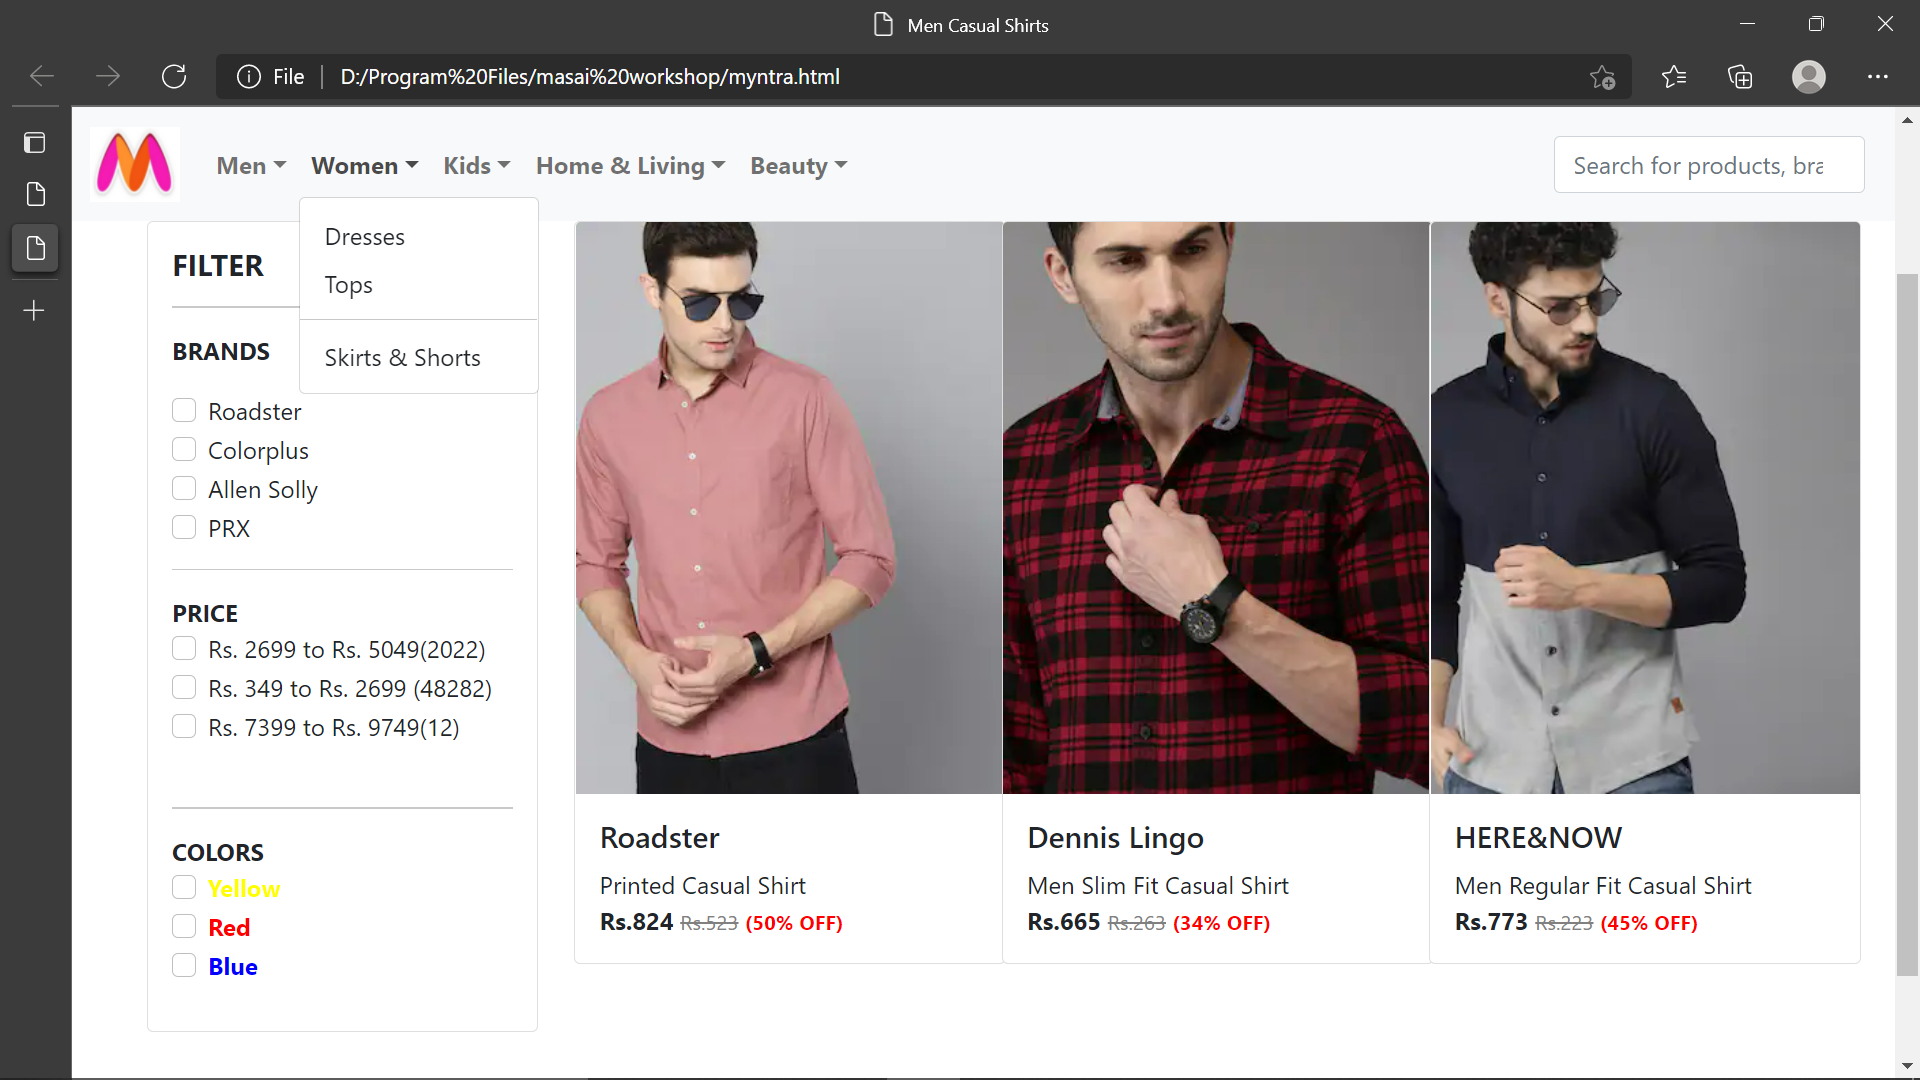 Men Casual Shirts
File D:/Program%20Files/masai%20workshop/myntra.html
Men Women Kids Home & Living Beauty Search for products, bra
Dresses
Tops
Skirts & Shorts
FILTER
BRANDS
Roadster
Colorplus
Allen Solly
PRX
PRICE
Rs. 2699 to Rs. 5049(2022)
Rs. 349 to Rs. 2699 (48282)
Rs. 7399 to Rs. 9749(12)
COLORS
Yellow
Red
Blue
Roadster
Printed Casual Shirt
Rs.824 Rs.523 (50% OFF)
Dennis Lingo
Men Slim Fit Casual Shirt
Rs.665 Rs.263 (34% OFF)
HERE&NOW
Men Regular Fit Casual Shirt
Rs.773 Rs.223 (45% OFF)